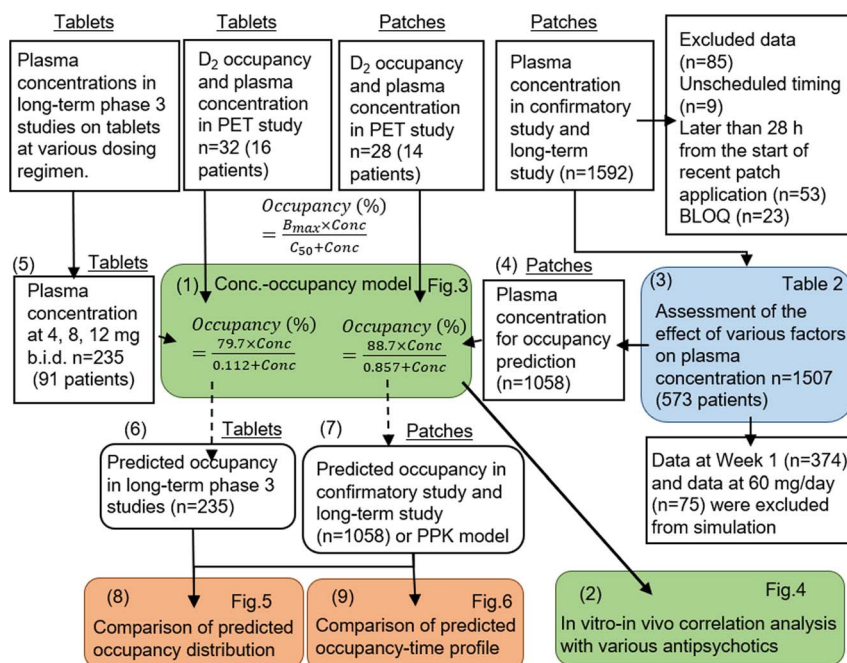 Tablets
Plasma
concentrations in
long-term phase 3
studies on tablets
at various dosing
regimen.
Tablets
D2 occupancy
and plasma
concentration
in PET study
n=32 (16
patients)
Patches
D2 occupancy
and plasma
concentration
in PET study
n=28 (14
patients)
Patches
Plasma
concentration
in confirmatory
study and
long-term
study (n=1592)
Excluded data
(n=85)
Unscheduled timing
(n=9)
Later than 28 h
from the start of
recent patch
application (n=53)
BLOQ (n=23)
Occupancy (%)
= Bmax×Conc / C50+Conc
(5) Tablets
Plasma
concentration
at 4, 8, 12 mg
b.i.d. n=235
(91 patients)
(1) Conc.-occupancy model Fig.3
Occupancy (%)
= 79.7×Conc / 0.112+Conc
Occupancy (%)
= 88.7×Conc / 0.857+Conc
(4) Patches
Plasma
concentration
for occupancy
prediction
(n=1058)
Table 2
(3)
Assessment of the
effect of various factors
on plasma
concentration n=1507
(573 patients)
(6) Tablets
Predicted occupancy
in long-term phase 3
studies (n=235)
(7) Patches
Predicted occupancy in
confirmatory study and
long-term study
(n=1058) or PPK model
Data at Week 1 (n=374)
and data at 60 mg/day
(n=75) were excluded
from simulation
(8) Fig.5
Comparison of predicted
occupancy distribution
(9) Fig.6
Comparison of predicted
occupancy-time profile
(2) Fig.4
In vitro-in vivo correlation analysis
with various antipsychotics